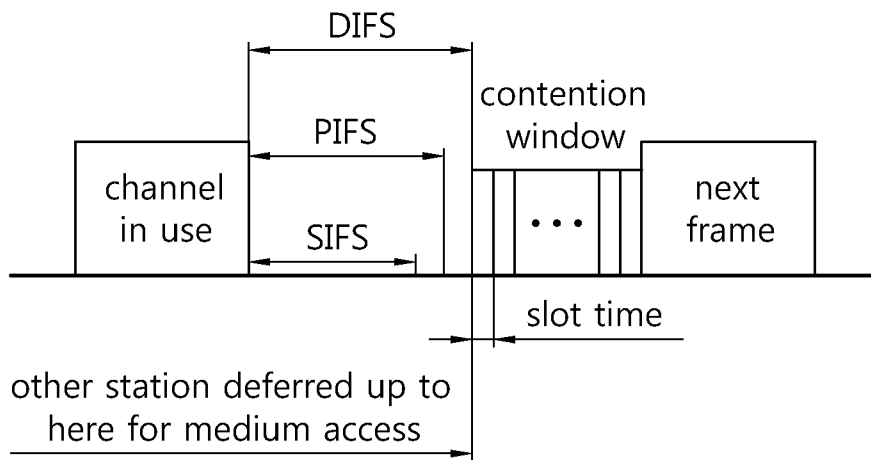 DIFS
contention
window
PIFS
channel
in use
next
frame
SIFS
slot time
other station deferred up to
here for medium access